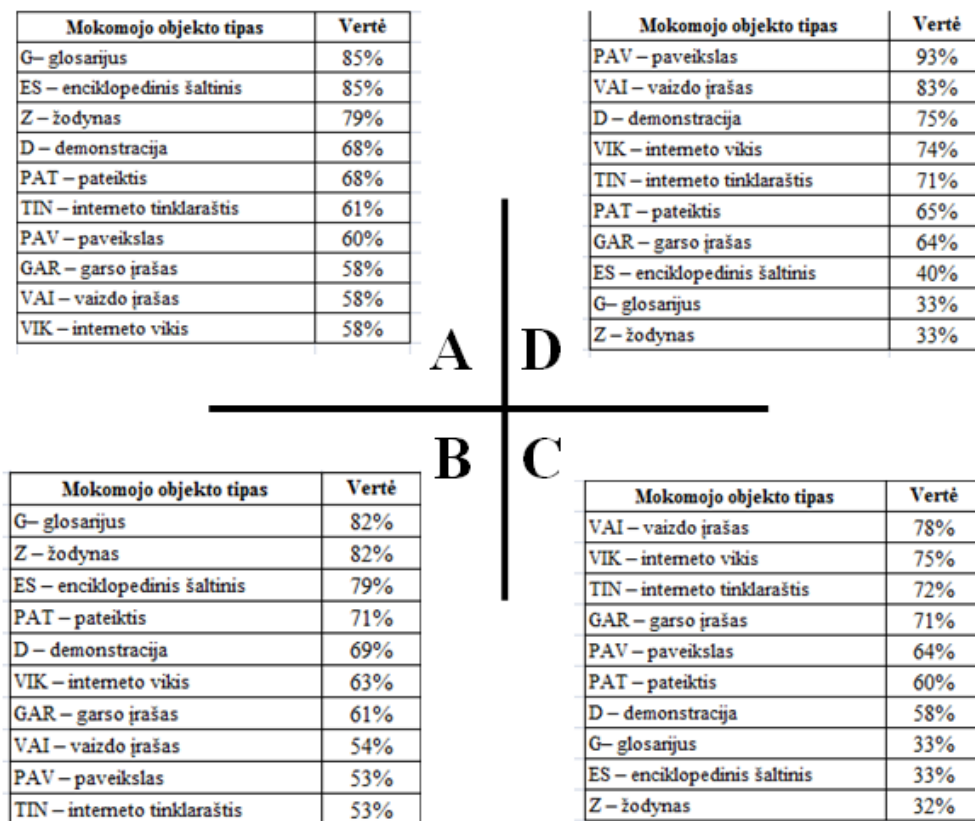 Mokomojo objekto tipas Vertė
G– glosarijus 85%
ES – enciklopedinis šaltinis 85%
Z – žodynas 79%
D – demonstracija 68%
PAT – pateiktis 68%
TIN – interneto tinklaraštis 61%
PAV – paveikslas 60%
GAR – garso įrašas 58%
VAI – vaizdo įrašas 58%
VIK – interneto vikis 58%
Mokomojo objekto tipas Vertė
PAV – paveikslas 93%
VAI – vaizdo įrašas 83%
D – demonstracija 75%
VIK – interneto vikis 74%
TIN – interneto tinklaraštis 71%
PAT – pateiktis 65%
GAR – garso įrašas 64%
ES – enciklopedinis šaltinis 40%
G– glosarijus 33%
Z – žodynas 33%
A D
B C
Mokomojo objekto tipas Vertė
G– glosarijus 82%
Z – žodynas 82%
ES – enciklopedinis šaltinis 79%
PAT – pateiktis 71%
D – demonstracija 69%
VIK – interneto vikis 63%
GAR – garso įrašas 61%
VAI – vaizdo įrašas 54%
PAV – paveikslas 53%
TIN – interneto tinklaraštis 53%
Mokomojo objekto tipas Vertė
VAI – vaizdo įrašas 78%
VIK – interneto vikis 75%
TIN – interneto tinklaraštis 72%
GAR – garso įrašas 71%
PAV – paveikslas 64%
PAT – pateiktis 60%
D – demonstracija 58%
G– glosarijus 33%
ES – enciklopedinis šaltinis 33%
Z – žodynas 32%